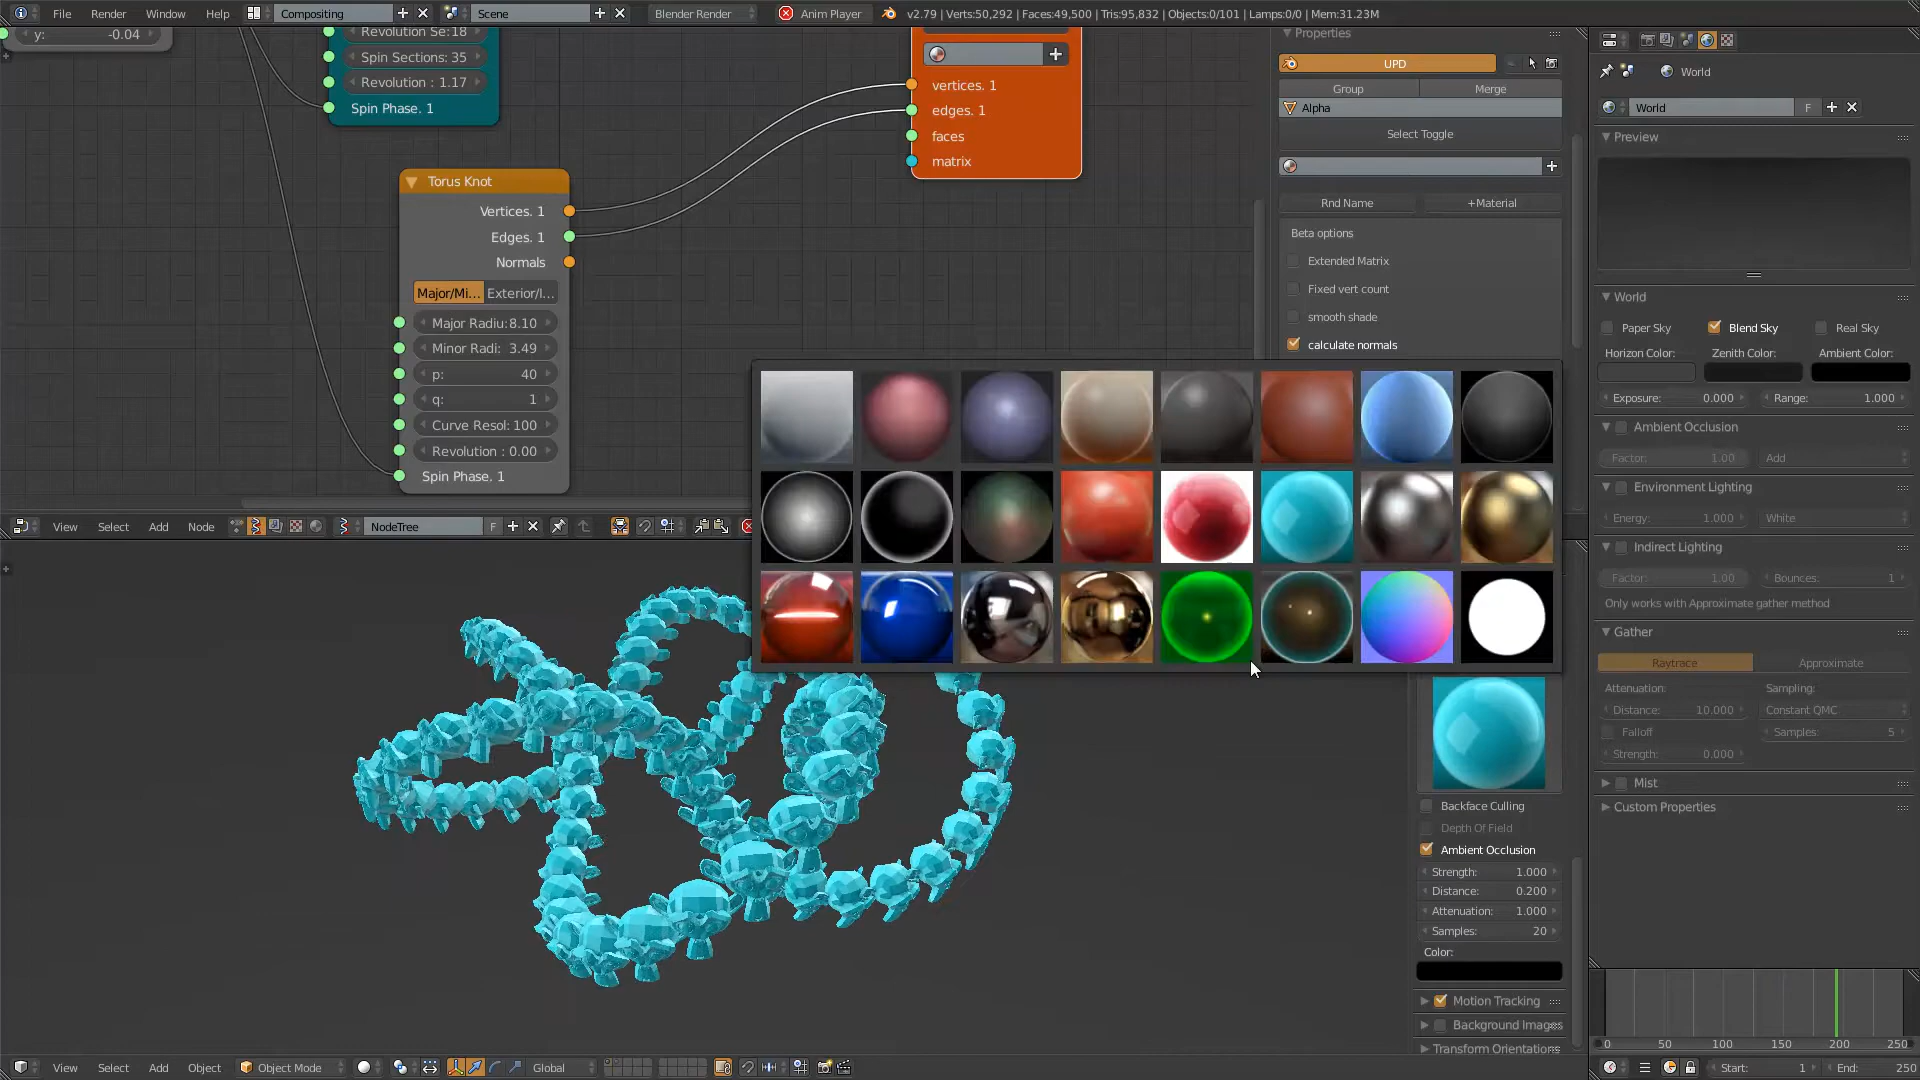 File Render Window Help Compositing Scene Blender Render Anim Player v2.79 | Verts:50,292 | Faces:49,500 | Tris:95,832 | Objects:0/101 | Lamps:0/0 | Mem:31.23M
y: -0.04
Revolution Se:18
Spin Sections: 35
Revolution : 1.17
Spin Phase. 1
vertices. 1
edges. 1
faces
matrix
Torus Knot
Vertices. 1
Edges. 1
Normals
Major/Mi... Exterior/I...
Major Radiu:8.10
Minor Radi: 3.49
p: 40
q: 1
Curve Resol: 100
Revolution : 0.00
Spin Phase. 1
View Select Add Node NodeTree F
Properties
UPD
Group Merge
Alpha
Select Toggle
Rnd Name +Material
Beta options
Extended Matrix
Fixed vert count
smooth shade
calculate normals
Backface Culling
Depth Of Field
Ambient Occlusion
Strength: 1.000
Distance: 0.200
Attenuation: 1.000
Samples: 20
Color:
Motion Tracking
Background Images
Transform Orientations
World
World F
Preview
World
Paper Sky Blend Sky Real Sky
Horizon Color: Zenith Color: Ambient Color:
Exposure: 0.000 Range: 1.000
Ambient Occlusion
Factor: 1.00 Add
Environment Lighting
Energy: 1.000 White
Indirect Lighting
Factor: 1.00 Bounces: 1
Only works with Approximate gather method
Gather
Raytrace Approximate
Attenuation: Sampling:
Distance: 10.000 Constant QMC
Falloff Samples: 5
Strength: 0.000
Mist
Custom Properties
0 50 100 150 200 250
View Select Add Object Object Mode Global
Start: 1 End: 250